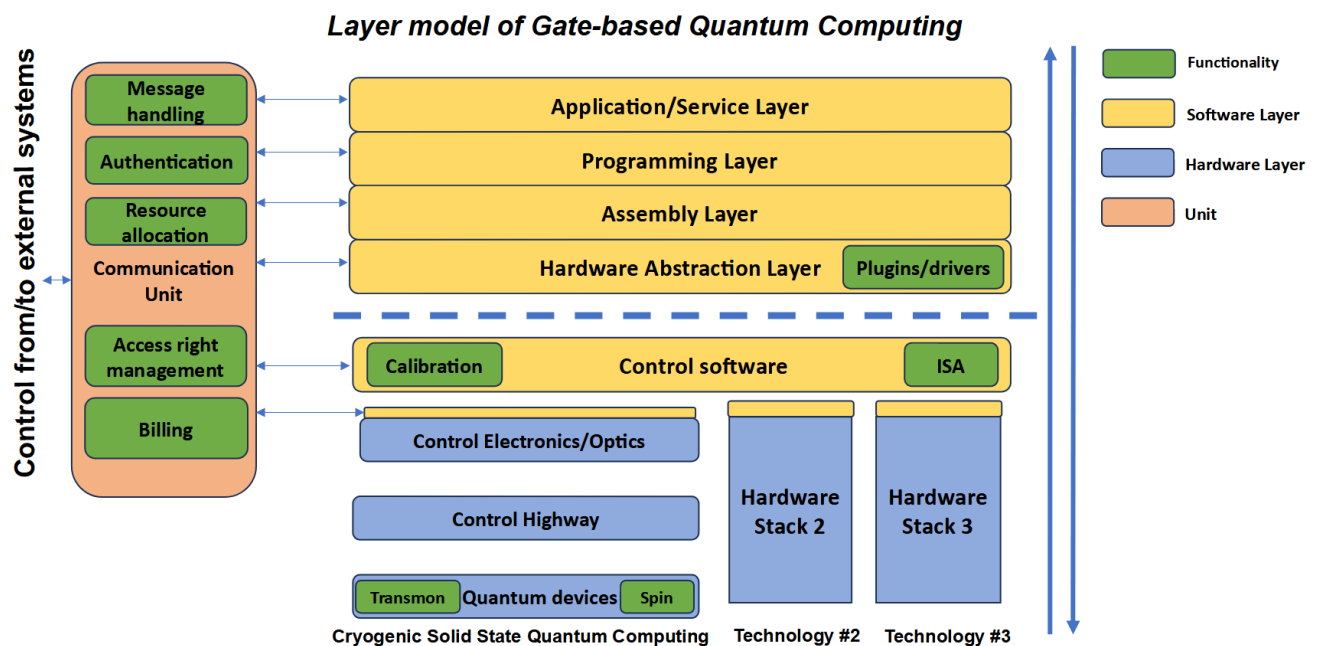 Layer model of Gate-based Quantum Computing
Control from/to external systems
Message
handling
Authentication
Resource
allocation
Communication
Unit
Access right
management
Billing
Application/Service Layer
Programming Layer
Assembly Layer
Hardware Abstraction Layer
Plugins/drivers
Calibration
Control software
ISA
Control Electronics/Optics
Control Highway
Transmon
Quantum devices
Spin
Cryogenic Solid State Quantum Computing
Hardware
Stack 2
Technology #2
Hardware
Stack 3
Technology #3
Functionality
Software Layer
Hardware Layer
Unit